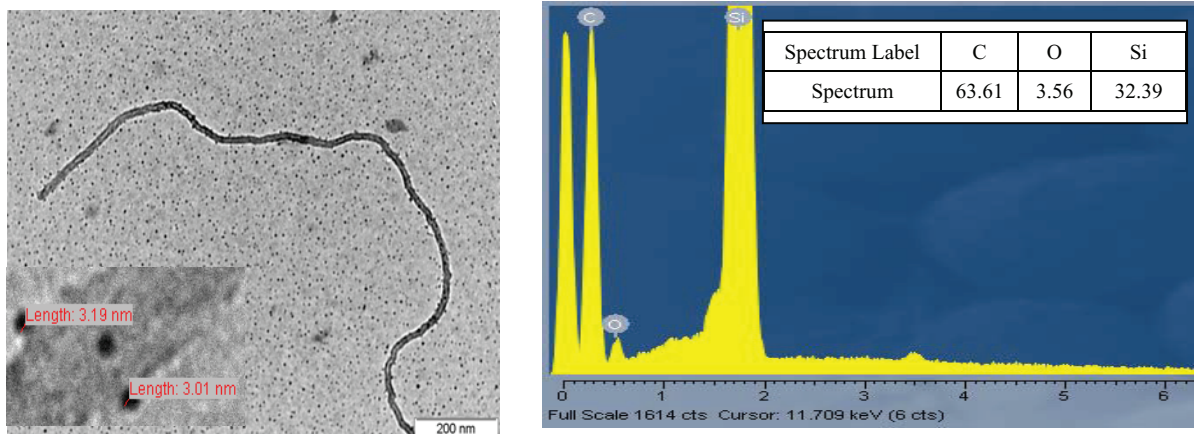 Length: 3.19 nm
Length: 3.01 nm
200 nm
C
Si
O
Spectrum Label C O Si
Spectrum 63.61 3.56 32.39
0 1 2 3 4 5 6
Full Scale 1614 cts Cursor: 11.709 keV (6 cts)